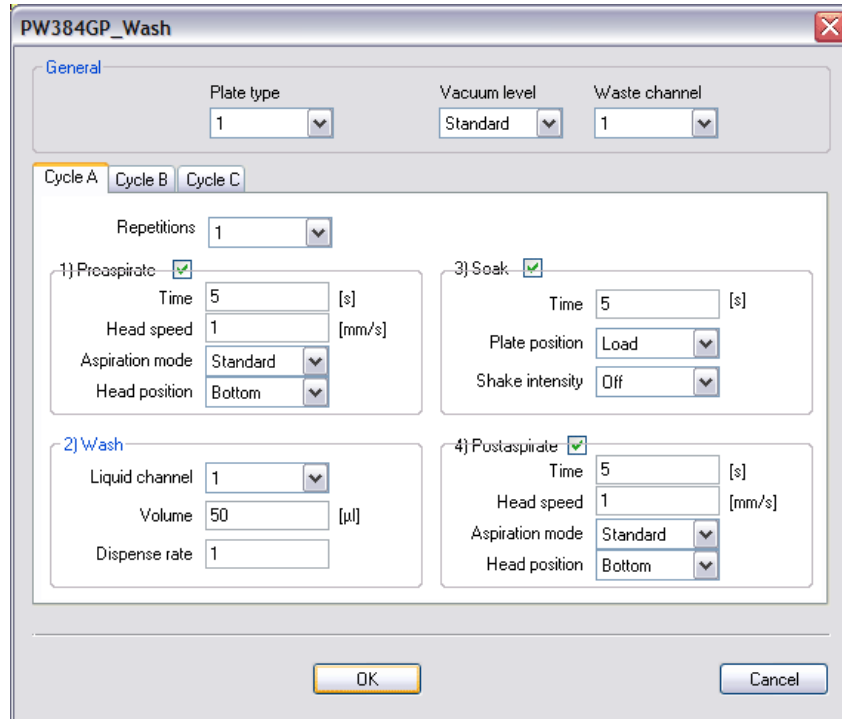 PW384GP_Wash
General
Plate type
Vacuum level
Waste channel
1
Standard
1
Cycle A
Cycle B
Cycle C
Repetitions
1
1) Preaspirate
Time 5 [s]
Head speed 1 [mm/s]
Aspiration mode Standard
Head position Bottom
2) Wash
Liquid channel 1
Volume 50 [µl]
Dispense rate 1
3) Soak
Time 5 [s]
Plate position Load
Shake intensity Off
4) Postaspirate
Time 5 [s]
Head speed 1 [mm/s]
Aspiration mode Standard
Head position Bottom
OK
Cancel